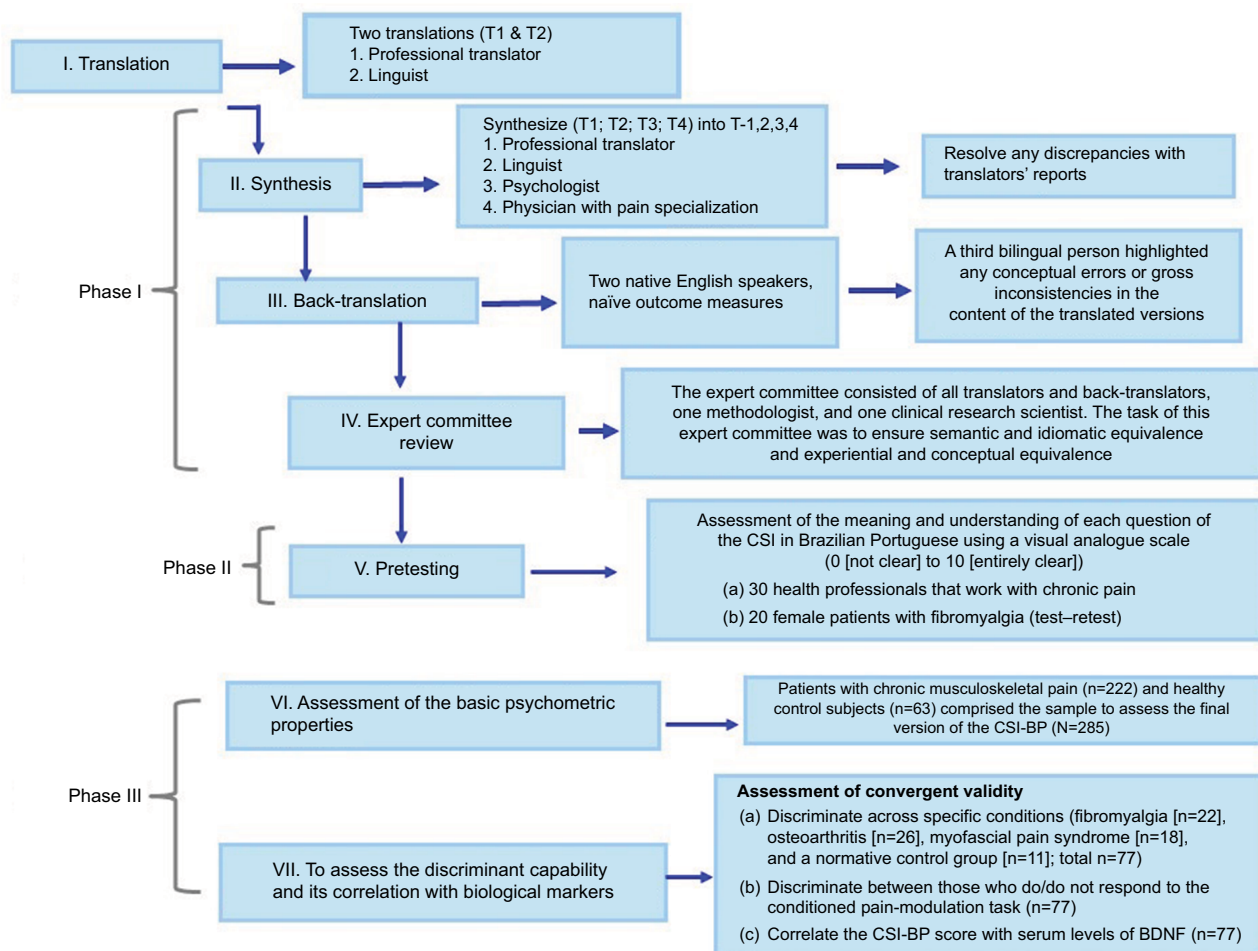 I. Translation
Two translations (T1 & T2)
1. Professional translator
2. Linguist
Phase I
II. Synthesis
Synthesize (T1; T2; T3; T4) into T-1,2,3,4
1. Professional translator
2. Linguist
3. Psychologist
4. Physician with pain specialization
Resolve any discrepancies with
translators’ reports
III. Back-translation
Two native English speakers,
naïve outcome measures
A third bilingual person highlighted
any conceptual errors or gross
inconsistencies in the
content of the translated versions
IV. Expert committee
review
The expert committee consisted of all translators and back-translators,
one methodologist, and one clinical research scientist. The task of this
expert committee was to ensure semantic and idiomatic equivalence
and experiential and conceptual equivalence
Phase II
V. Pretesting
Assessment of the meaning and understanding of each question of
the CSI in Brazilian Portuguese using a visual analogue scale
(0 [not clear] to 10 [entirely clear])
(a) 30 health professionals that work with chronic pain
(b) 20 female patients with fibromyalgia (test–retest)
Phase III
VI. Assessment of the basic psychometric
properties
Patients with chronic musculoskeletal pain (n=222) and healthy
control subjects (n=63) comprised the sample to assess the final
version of the CSI-BP (N=285)
VII. To assess the discriminant capability
and its correlation with biological markers
Assessment of convergent validity
(a) Discriminate across specific conditions (fibromyalgia [n=22],
osteoarthritis [n=26], myofascial pain syndrome [n=18],
and a normative control group [n=11]; total n=77)
(b) Discriminate between those who do/do not respond to the
conditioned pain-modulation task (n=77)
(c) Correlate the CSI-BP score with serum levels of BDNF (n=77)